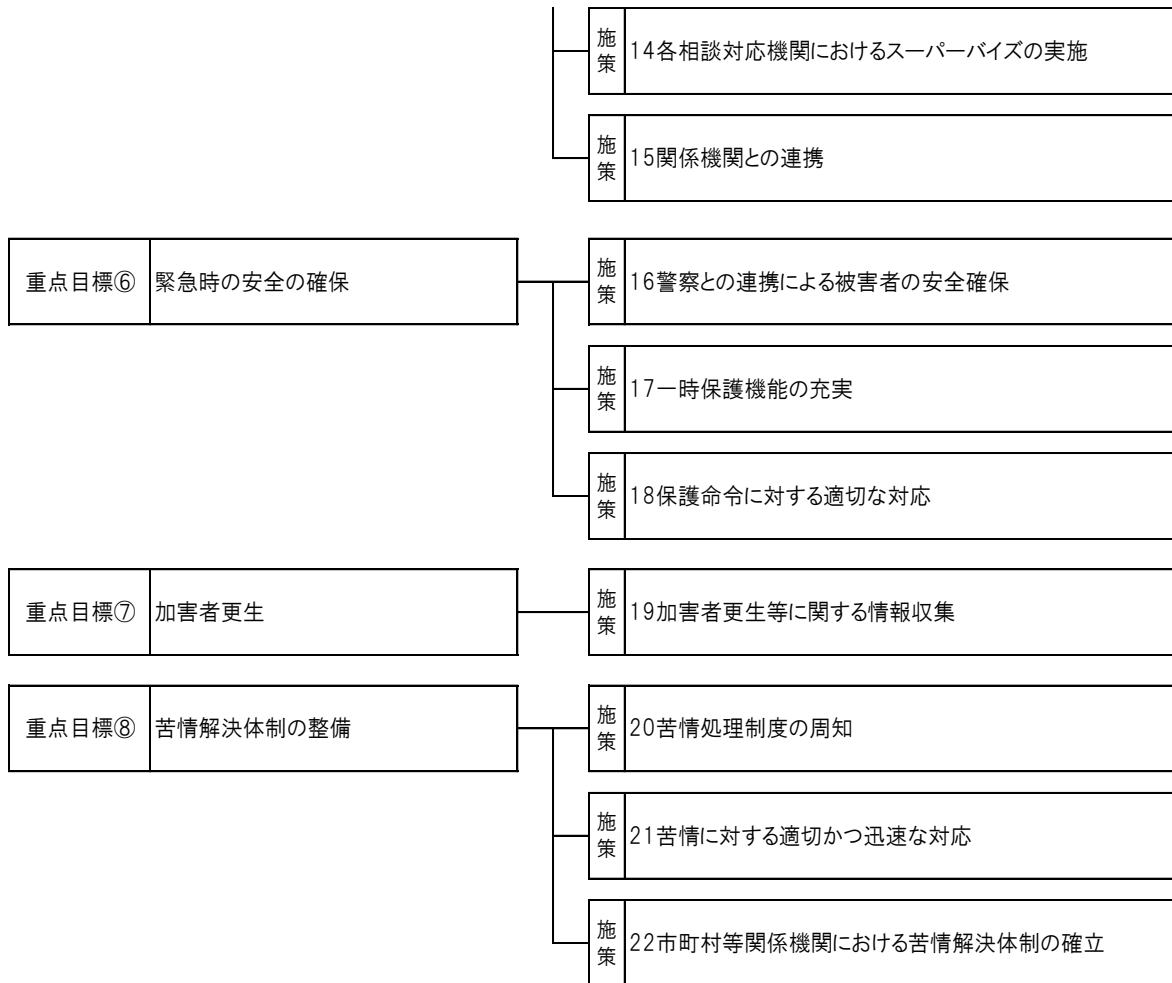 施策 14各相談対応機関におけるスーパーバイズの実施
施策 15関係機関との連携
重点目標⑥ 緊急時の安全の確保
施策 16警察との連携による被害者の安全確保
施策 17一時保護機能の充実
施策 18保護命令に対する適切な対応
重点目標⑦ 加害者更生
施策 19加害者更生等に関する情報収集
重点目標⑧ 苦情解決体制の整備
施策 20苦情処理制度の周知
施策 21苦情に対する適切かつ迅速な対応
施策 22市町村等関係機関における苦情解決体制の確立